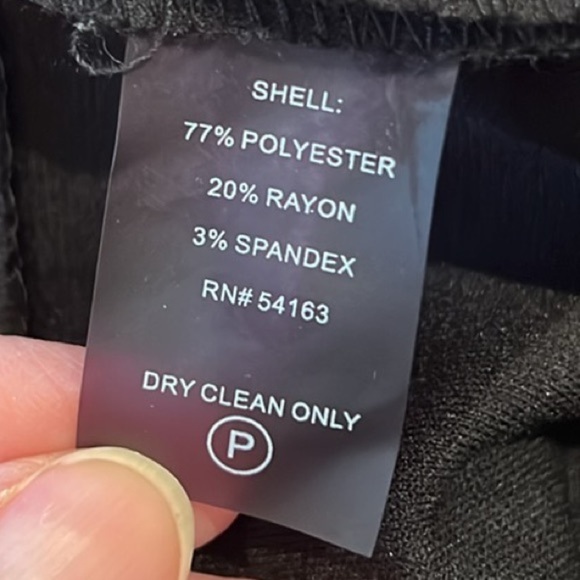 SHELL:
77% POLYESTER
20% RAYON
3% SPANDEX
RN# 54163
DRY CLEAN ONLY
P